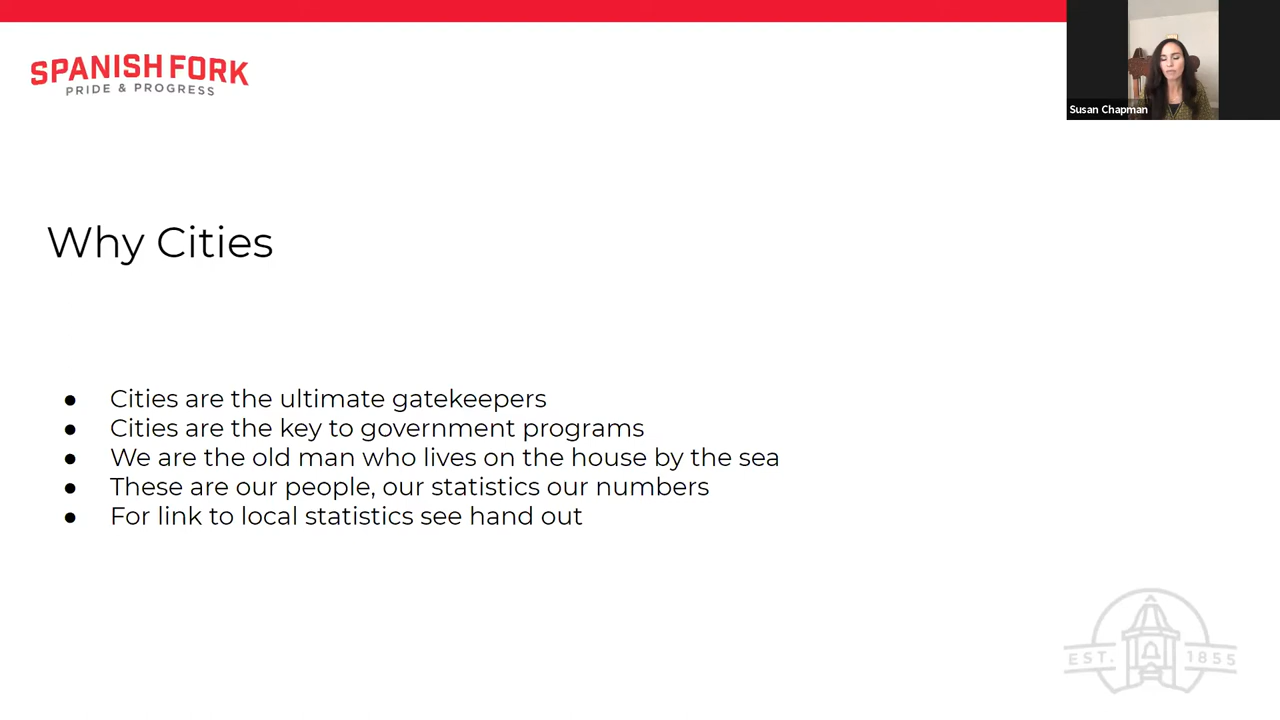 SPANISH FORK
PRIDE & PROGRESS
Susan Chapman
Why Cities
● Cities are the ultimate gatekeepers
● Cities are the key to government programs
● We are the old man who lives on the house by the sea
● These are our people, our statistics our numbers
● For link to local statistics see hand out
EST. 1855